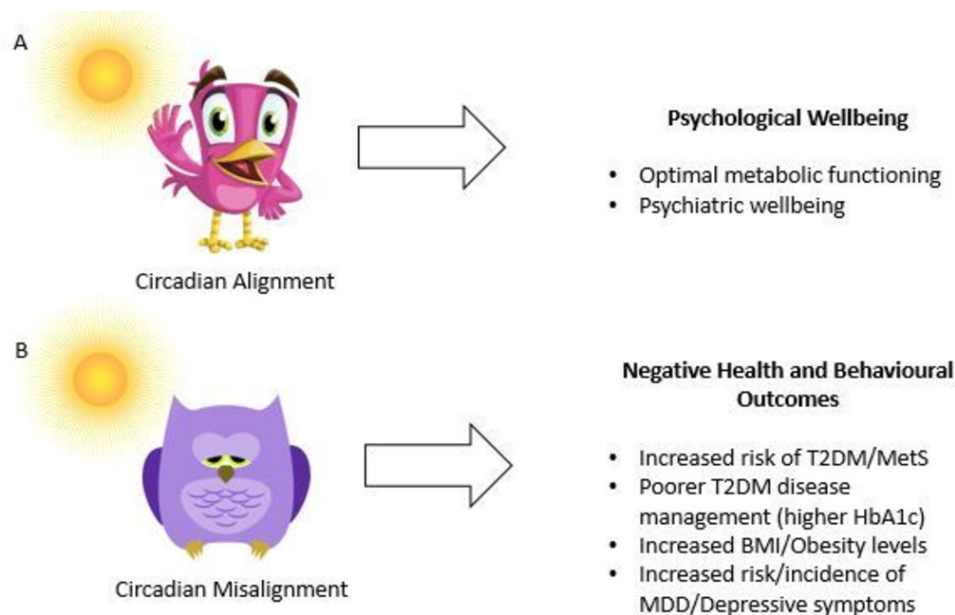 A
Psychological Wellbeing
• Optimal metabolic functioning
• Psychiatric wellbeing
Circadian Alignment
B
Negative Health and Behavioural
Outcomes
• Increased risk of T2DM/MetS
• Poorer T2DM disease
management (higher HbA1c)
• Increased BMI/Obesity levels
• Increased risk/incidence of
MDD/Depressive symptoms
Circadian Misalignment